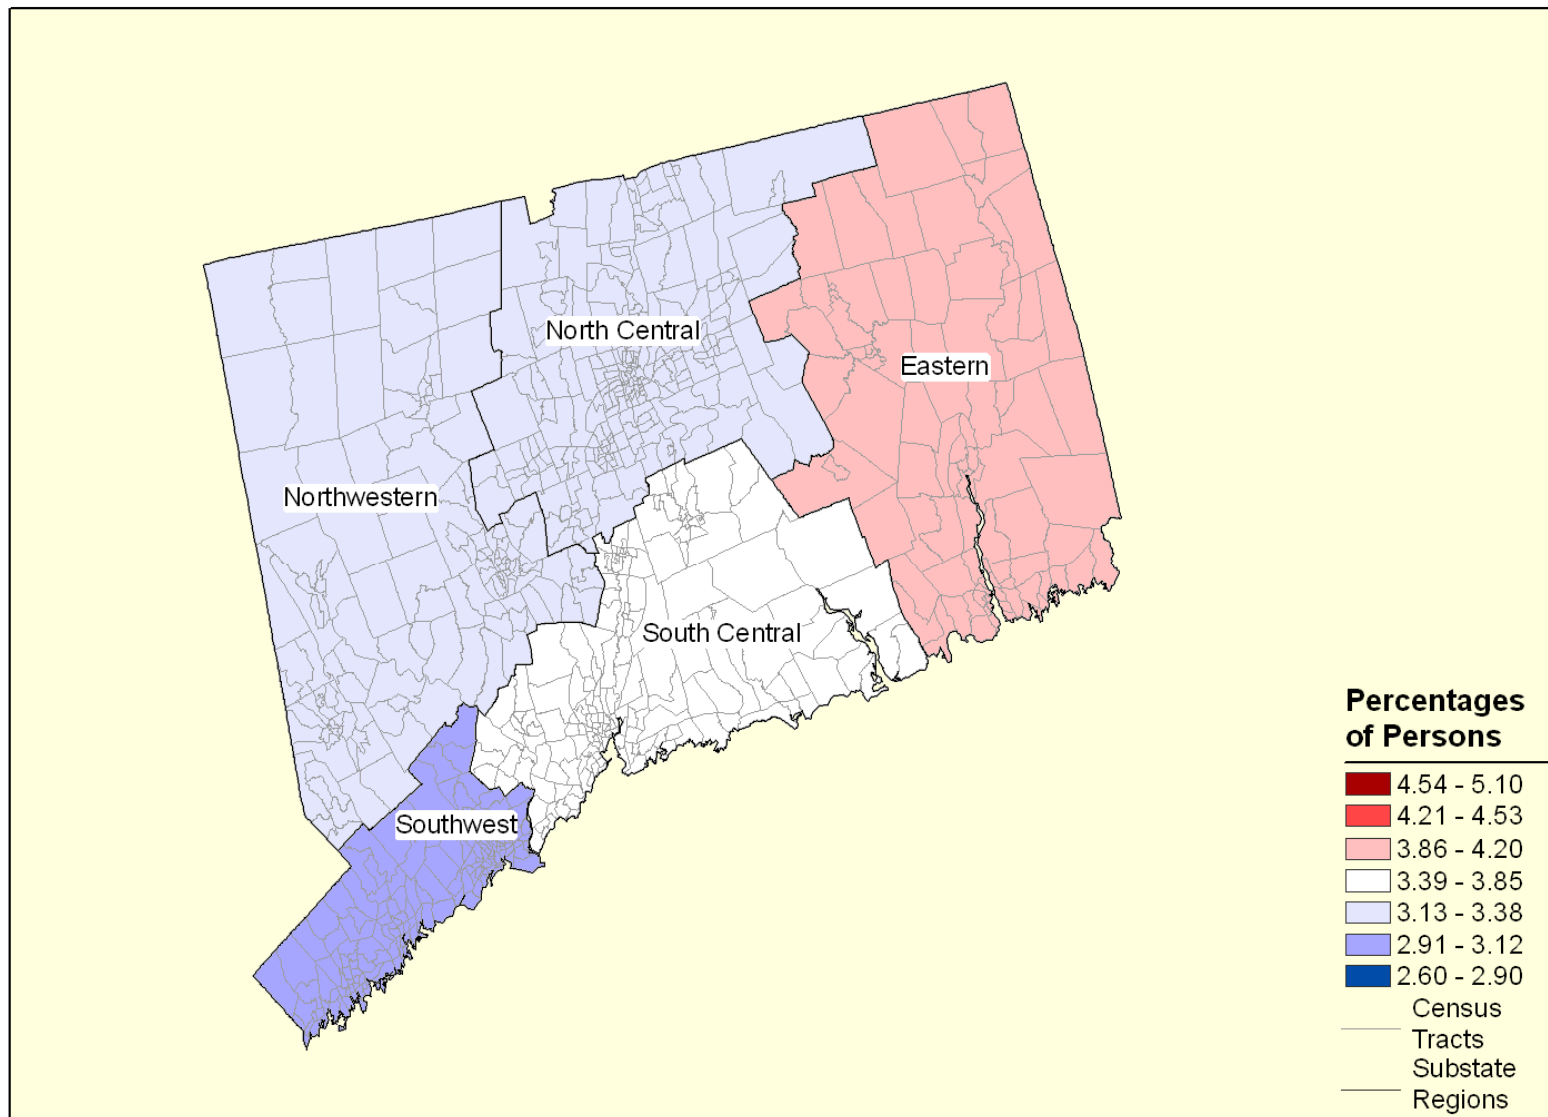 North Central
Eastern
Northwestern
South Central
Southwest
Percentages
of Persons
4.54 - 5.10
4.21 - 4.53
3.86 - 4.20
3.39 - 3.85
3.13 - 3.38
2.91 - 3.12
2.60 - 2.90
Census
Tracts
Substate
Regions